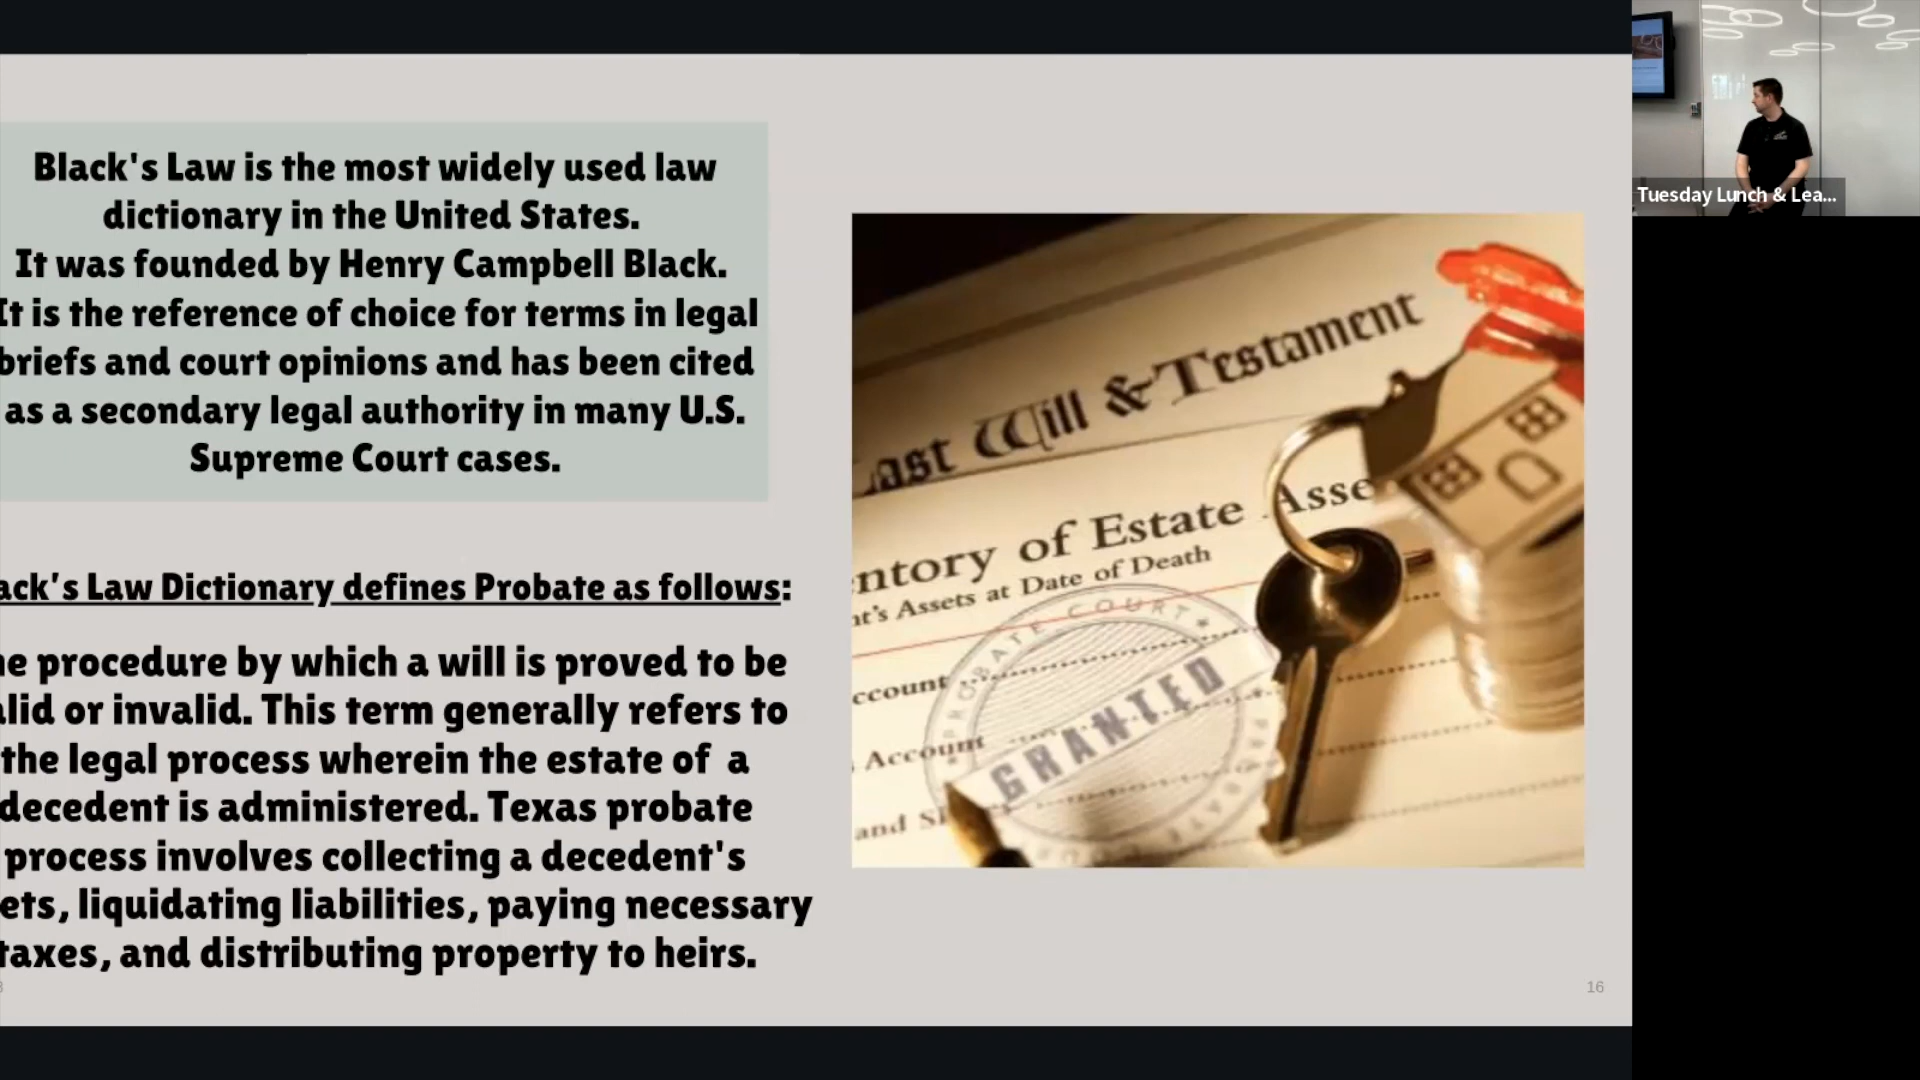 Black's Law is the most widely used law
dictionary in the United States.
It was founded by Henry Campbell Black.
It is the reference of choice for terms in legal
briefs and court opinions and has been cited
as a secondary legal authority in many U.S.
Supreme Court cases.
ack's Law Dictionary defines Probate as follows:
he procedure by which a will is proved to be
alid or invalid. This term generally refers to
the legal process wherein the estate of a
decedent is administered. Texas probate
process involves collecting a decedent's
ets, liquidating liabilities, paying necessary
taxes, and distributing property to heirs.
Last Will & Testament
entory of Estate Asse
nt's Assets at Date of Death
PROBATE COURT
ccount
GRANTED
Account
and S
16
Tuesday Lunch & Lea...